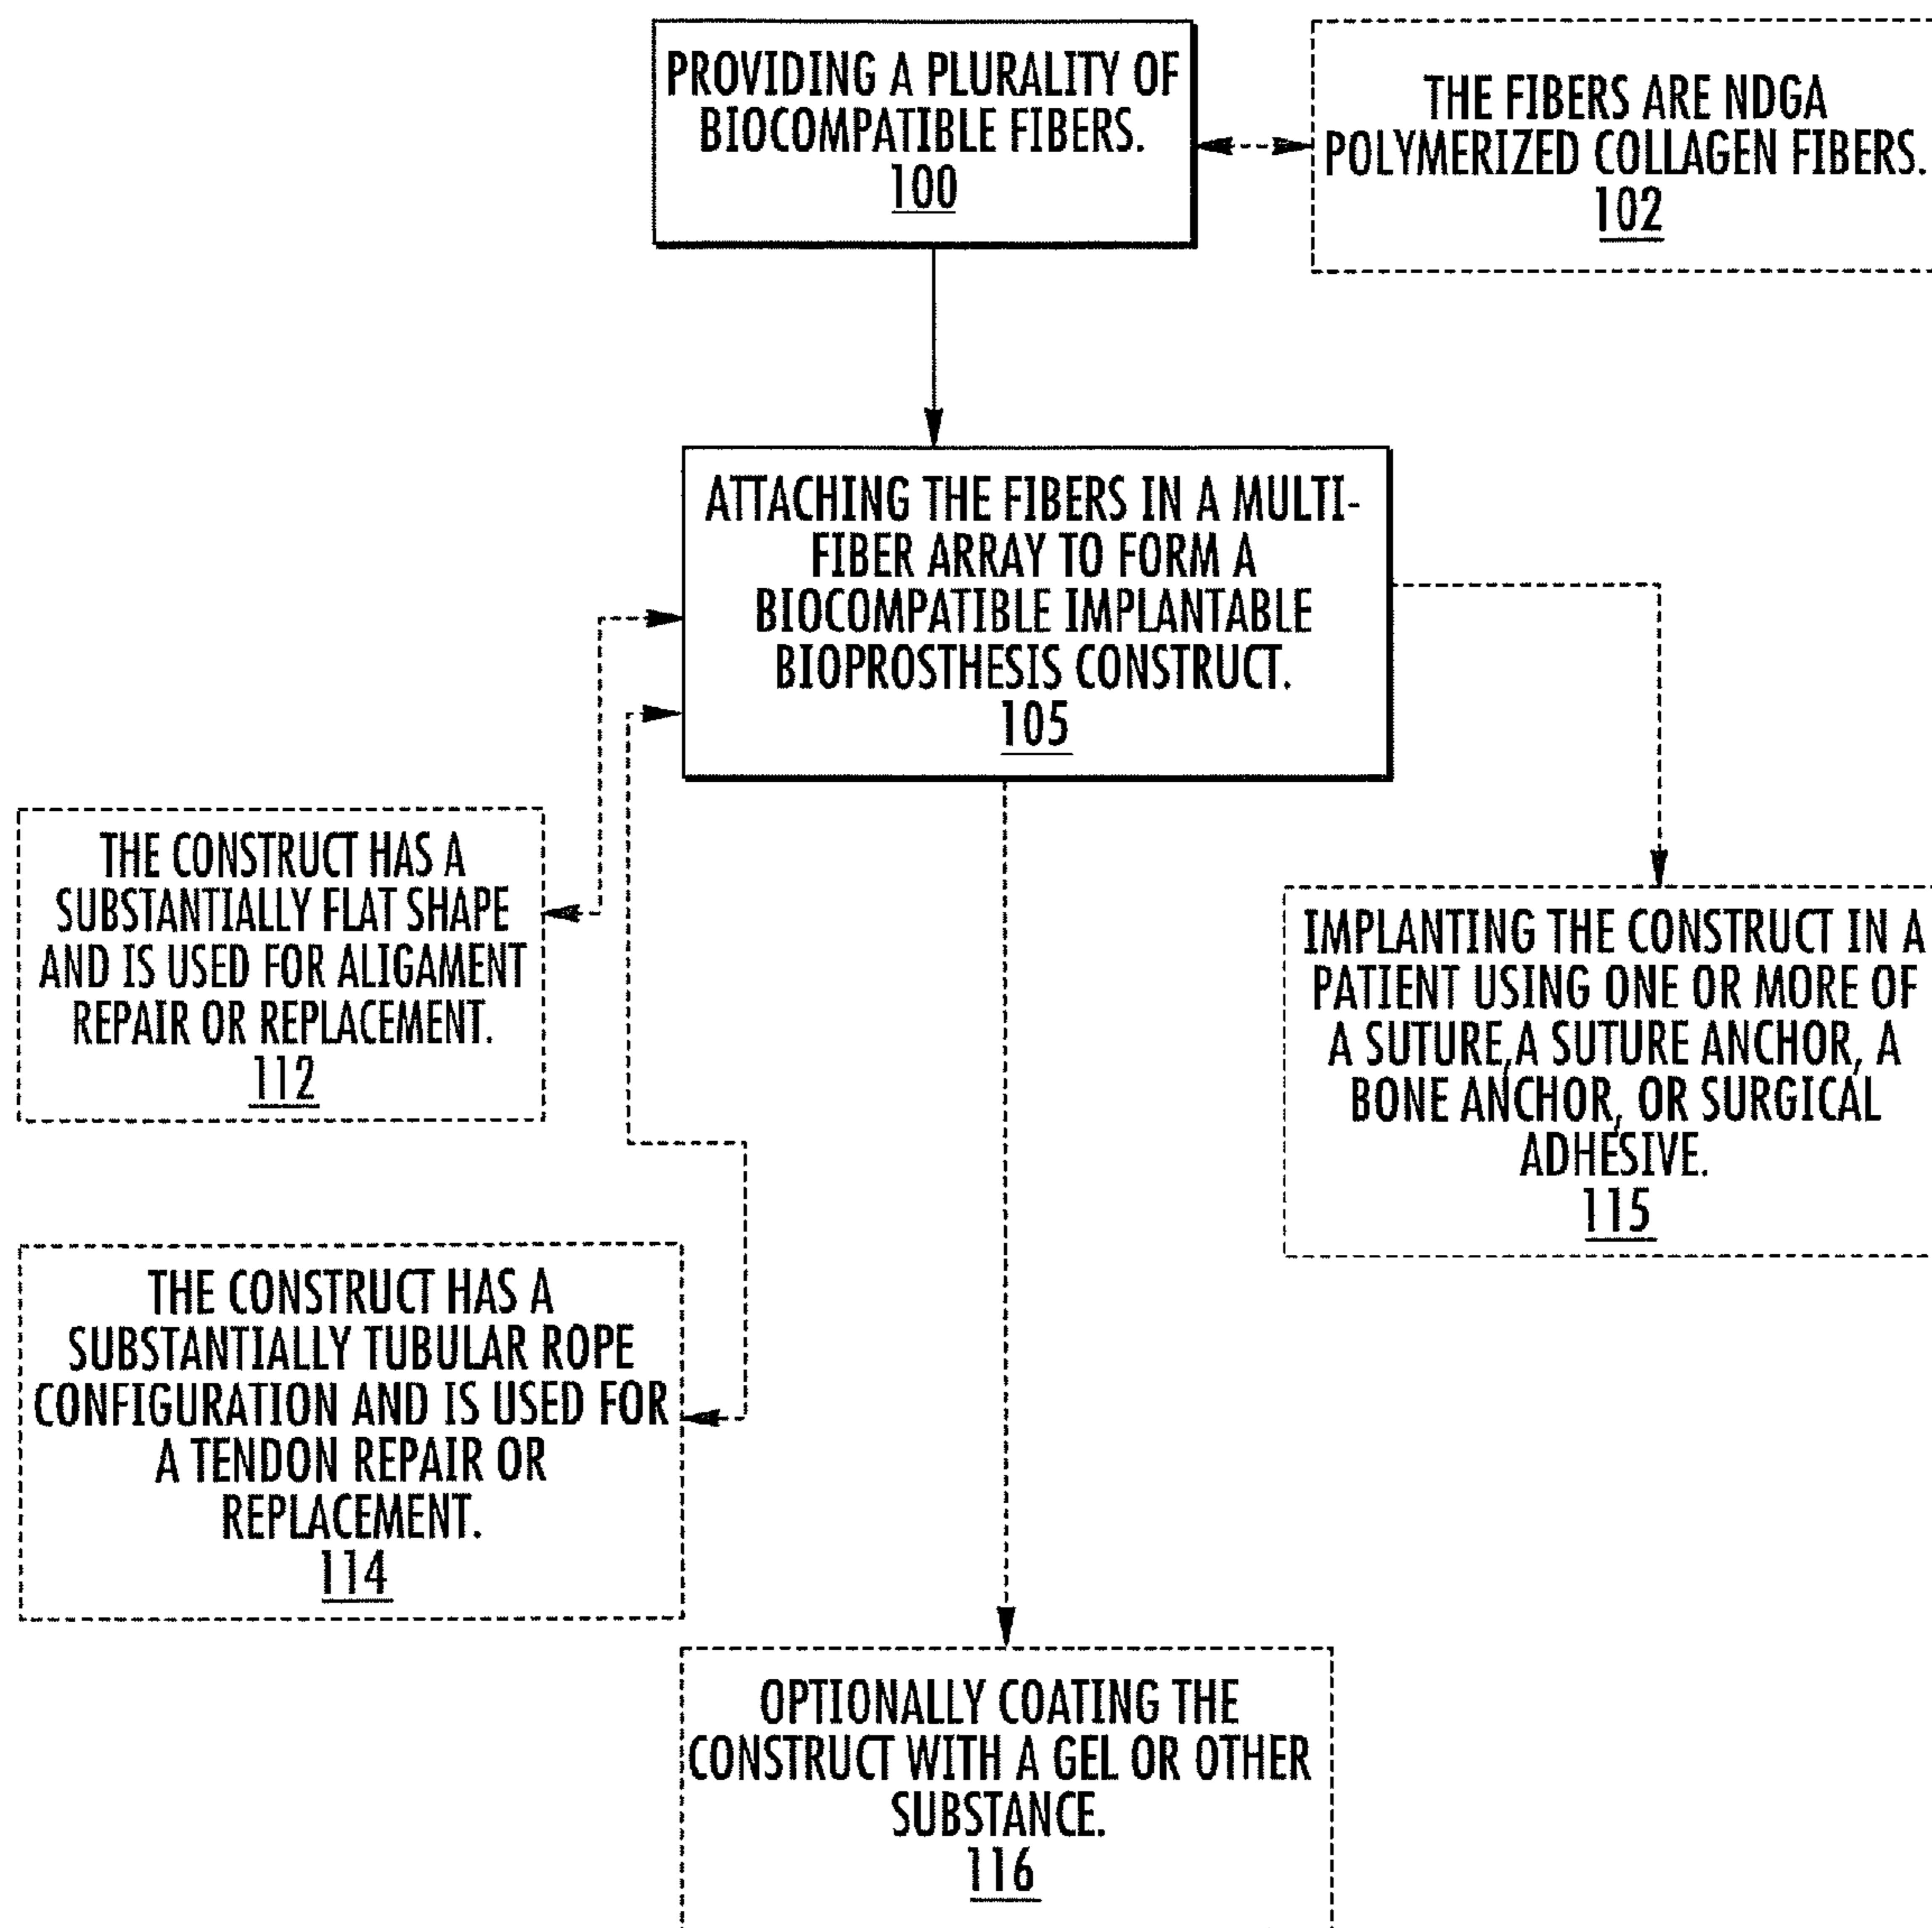 PROVIDING A PLURALITY OF
BIOCOMPATIBLE FIBERS.
100
THE FIBERS ARE NDGA
POLYMERIZED COLLAGEN FIBERS.
102
ATTACHING THE FIBERS IN A MULTI-
FIBER ARRAY TO FORM A
BIOCOMPATIBLE IMPLANTABLE
BIOPROSTHESIS CONSTRUCT.
105
THE CONSTRUCT HAS A
SUBSTANTIALLY FLAT SHAPE
AND IS USED FOR ALIGAMENT
REPAIR OR REPLACEMENT.
112
IMPLANTING THE CONSTRUCT IN A
PATIENT USING ONE OR MORE OF
A SUTURE,A SUTURE ANCHOR, A
BONE ANCHOR, OR SURGICAL
ADHESIVE.
115
THE CONSTRUCT HAS A
SUBSTANTIALLY TUBULAR ROPE
CONFIGURATION AND IS USED FOR
A TENDON REPAIR OR
REPLACEMENT.
114
OPTIONALLY COATING THE
CONSTRUCT WITH A GEL OR OTHER
SUBSTANCE.
116